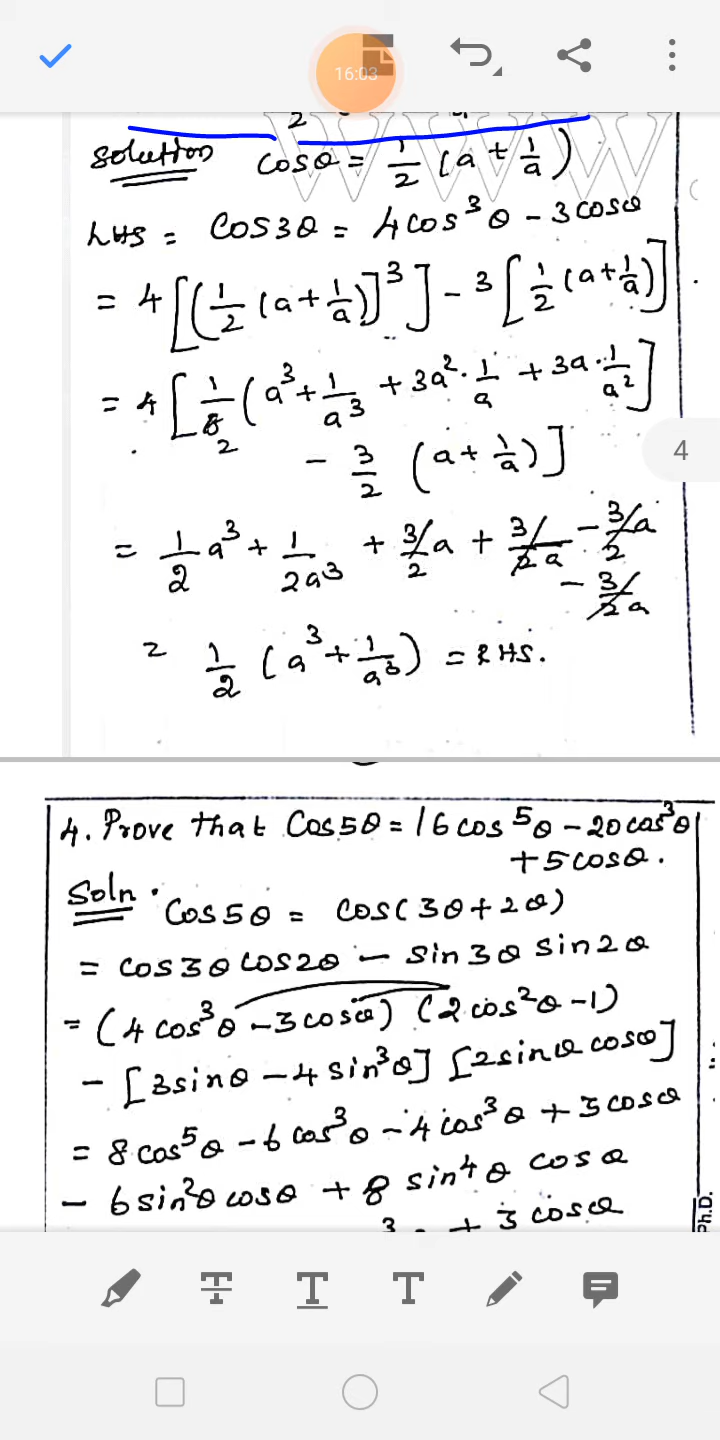 16:03
2
Solution cosθ = 1/2 (a + 1/a)
LHS = cos3θ = 4cos³θ - 3cosθ
= 4[(1/2 (a + 1/a)]³] - 3[1/2 (a + 1/a)]
= 4[1/8 (a³ + 1/a³ + 3a² · 1/a + 3a · 1/a²]
2
- 3/2 (a + 1/a)]
4
= 1/2 a³ + 1/2a³ + 3/2 a + 3/2a - 3/2 a
- 3/2a
= 1/2 (a³ + 1/a³) = RHS.
4. Prove that Cos5θ = 16cos⁵θ - 20cos³θ
+ 5cosθ.
Soln. Cos5θ = cos(3θ + 2θ)
= cos3θ cos2θ - sin3θ sin2θ
= (4cos³θ - 3cosθ) (2cos²θ - 1)
- [3sinθ - 4sin³θ] [2sinθ cosθ]
= 8cos⁵θ - 6cos³θ - 4cos³θ + 3cosθ
- 6sin²θ cosθ + 8sin⁴θ cosθ
+ 3cosθ
Ph.D.